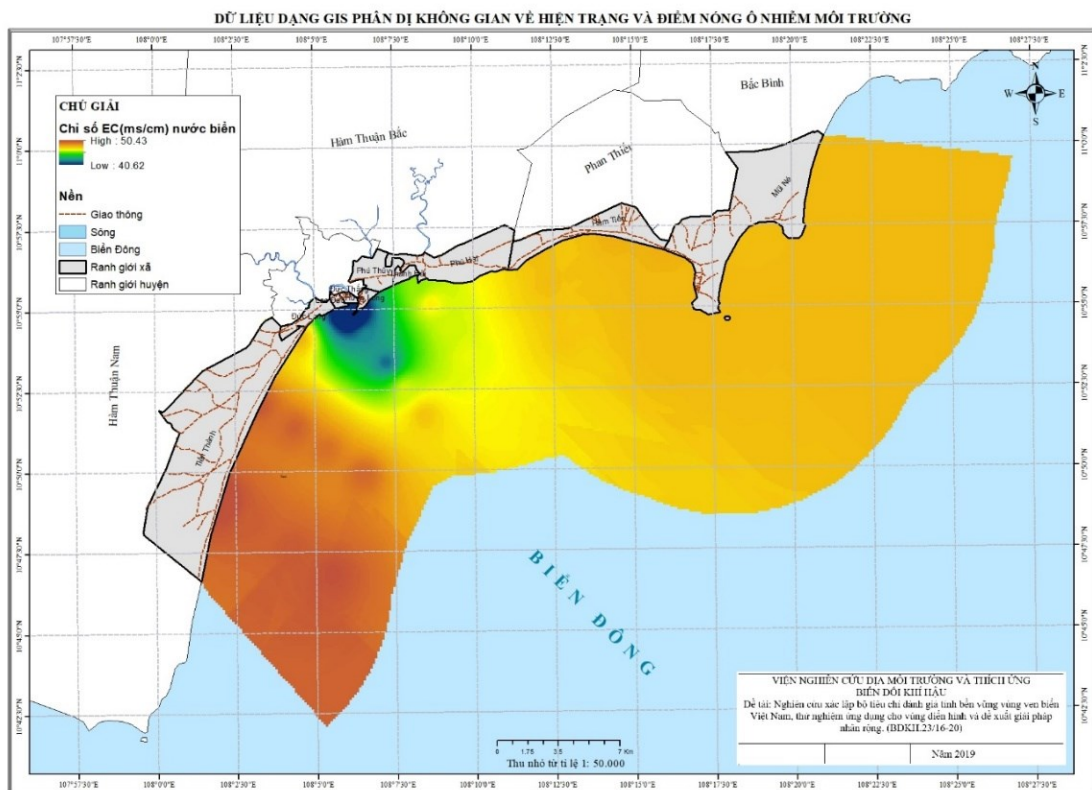 DỮ LIỆU DẠNG GIS PHÂN DỊ KHÔNG GIAN VỀ HIỆN TRẠNG VÀ ĐIỂM NÓNG Ô NHIỄM MÔI TRƯỜNG
107°57'30"E 108°0'0"E 108°2'30"E 108°5'0"E 108°7'30"E 108°10'0"E 108°12'30"E 108°15'0"E 108°17'30"E 108°20'0"E 108°22'30"E 108°25'0"E 108°27'30"E
N
W E
S
Bắc Bình
Hàm Thuận Bắc
Phan Thiết
CHÚ GIẢI
Chỉ số EC(ms/cm) nước biển
High : 50.43
Low : 40.62
Nền
Giao thông
Sông
Biển Đông
Ranh giới xã
Ranh giới huyện
Mũi Né
Hàm Tiến
Phú Hài
Phú Thủy
Đức Long
Hàm Thuận Nam
Tiến Thành
BIỂN ĐÔNG
VIỆN NGHIÊN CỨU ĐỊA MÔI TRƯỜNG VÀ THÍCH ỨNG
BIẾN ĐỔI KHÍ HẬU
Đề tài: Nghiên cứu xác lập bộ tiêu chí đánh giá tính bền vững vùng ven biển
Việt Nam, thử nghiệm ứng dụng cho vùng điển hình và đề xuất giải pháp
nhân rộng. (BDKH.23/16-20)
Năm 2019
0 1.75 3.5 7 Km
Thu nhỏ từ tỉ lệ 1: 50.000
107°57'30"E 108°0'0"E 108°2'30"E 108°5'0"E 108°7'30"E 108°10'0"E 108°12'30"E 108°15'0"E 108°17'30"E 108°20'0"E 108°22'30"E 108°25'0"E 108°27'30"E